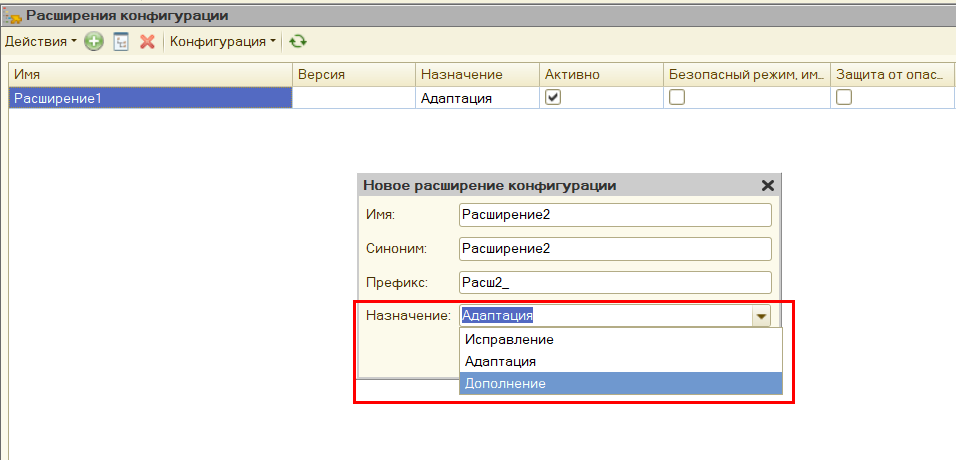 Расширения конфигурации
Действия Конфигурация
Имя Версия Назначение Активно Безопасный режим, им... Защита от опас...
Расширение1 Адаптация
Новое расширение конфигурации
Имя: Расширение2
Синоним: Расширение2
Префикс: Расш2_
Назначение: Адаптация
Исправление
Адаптация
Дополнение